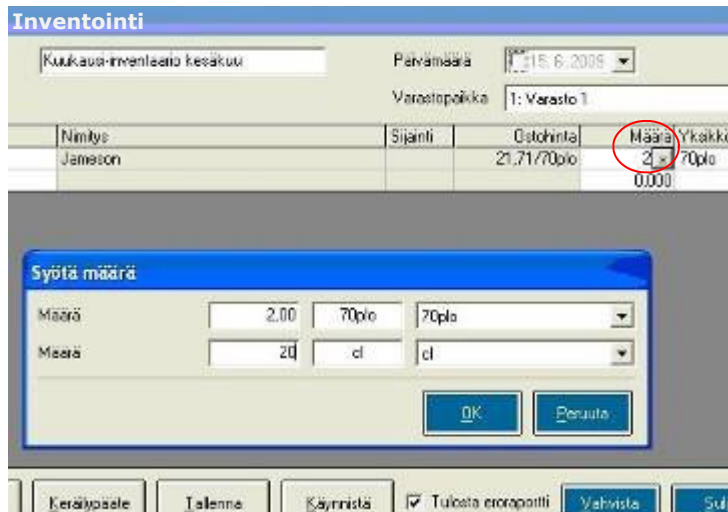 Inventointi
Kuukausi-inventaario kesäkuu Päivämäärä 15. 6.2009
Varastopaikka 1: Varasto 1
Nimitys Sijainti Ostohinta Määrä Yksikkö
Jameson 21,71/70plo 2 70plo
0.000
Syötä määrä
Määrä 2.00 70plo 70plo
Määrä 20 cl cl
OK Peruuta
Keräilypääte Tallenna Käynnistä Tulosta eroraportti Vahvista Sul